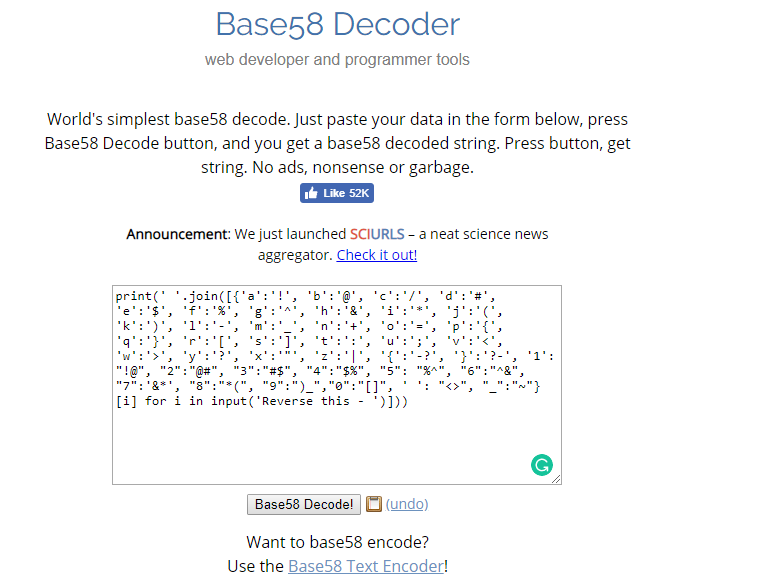 Base58 Decoder
web developer and programmer tools
World's simplest base58 decode. Just paste your data in the form below, press
Base58 Decode button, and you get a base58 decoded string. Press button, get
string. No ads, nonsense or garbage.
Like 52K
Announcement: We just launched SCIURLS – a neat science news
aggregator. Check it out!
print(' '.join([{'a':'!', 'b':'@', 'c':'/', 'd':'#',
'e':'$', 'f':'%', 'g':'^', 'h':'&', 'i':'*', 'j':'(',
'k':')', 'l':'-', 'm':'_', 'n':'+', 'o':'=', 'p':'{',
'q':'}', 'r':'[', 's':']', 't':':', 'u':';', 'v':'<',
'w':'>', 'y':'?', 'x':'"', 'z':'|', '{':'-?', '}':'?-', '1':
"!@", "2":"@#", "3":"#$", "4":"$%", "5": "%^", "6":"^&",
"7":'&*', "8":"*(", "9":")_","0":"[]", ' ': "<>", "_":"~"}
[i] for i in input('Reverse this - ')]))
Base58 Decode! (undo)
Want to base58 encode?
Use the Base58 Text Encoder!